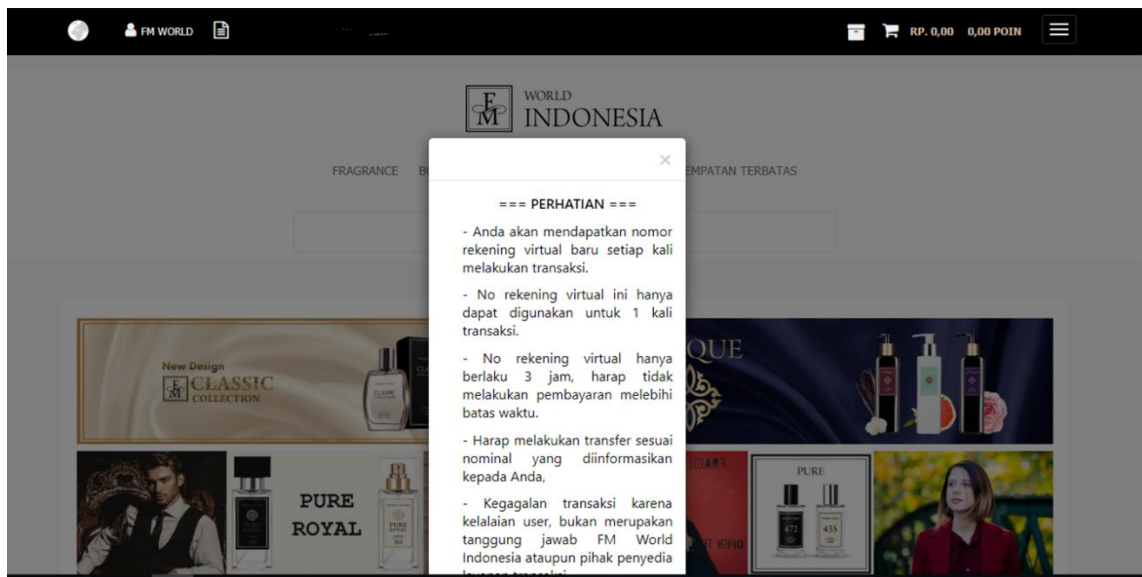 FM WORLD
RP. 0,00 0,00 POIN
FM
WORLD
INDONESIA
FRAGRANCE
EMPATAN TERBATAS
×
=== PERHATIAN ===
- Anda akan mendapatkan nomor
rekening virtual baru setiap kali
melakukan transaksi.
- No rekening virtual ini hanya
dapat digunakan untuk 1 kali
transaksi.
- No rekening virtual hanya
berlaku 3 jam, harap tidak
melakukan pembayaran melebihi
batas waktu.
- Harap melakukan transfer sesuai
nominal yang diinformasikan
kepada Anda,
- Kegagalan transaksi karena
kelalaian user, bukan merupakan
tanggung jawab FM World
Indonesia ataupun pihak penyedia
New Design
FM CLASSIC
COLLECTION
QUE
PURE
ROYAL
PURE
472
435